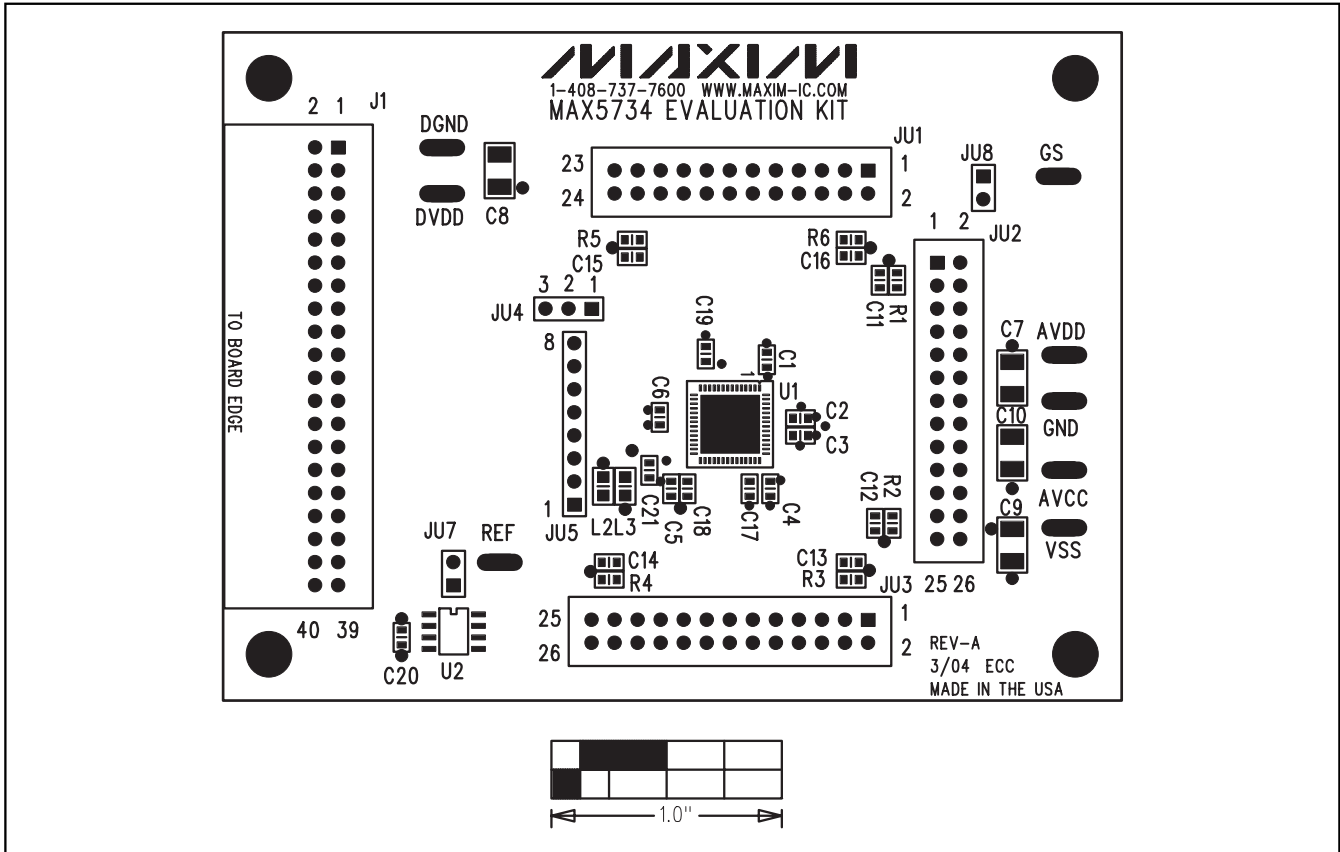 MAXIM
1-408-737-7600 WWW.MAXIM-IC.COM
MAX5734 EVALUATION KIT
2 1 J1
DGND
DVDD
C8
JU1
23 1
24 2
JU8
GS
1 2 JU2
R5
C15
R6
C16
C11
R1
3 2 1
JU4
TO BOARD EDGE
8
C19
C1
1
U1
C6
C2
C3
C7
AVDD
C10
GND
AVCC
C9
VSS
C12
R2
1
JU5
L2L3
C21
C5
C18
C17
C4
JU7
REF
C14
R4
C13
R3
JU3
25 26
25 1
26 2
40 39
C20
U2
REV-A
3/04 ECC
MADE IN THE USA
1.0"